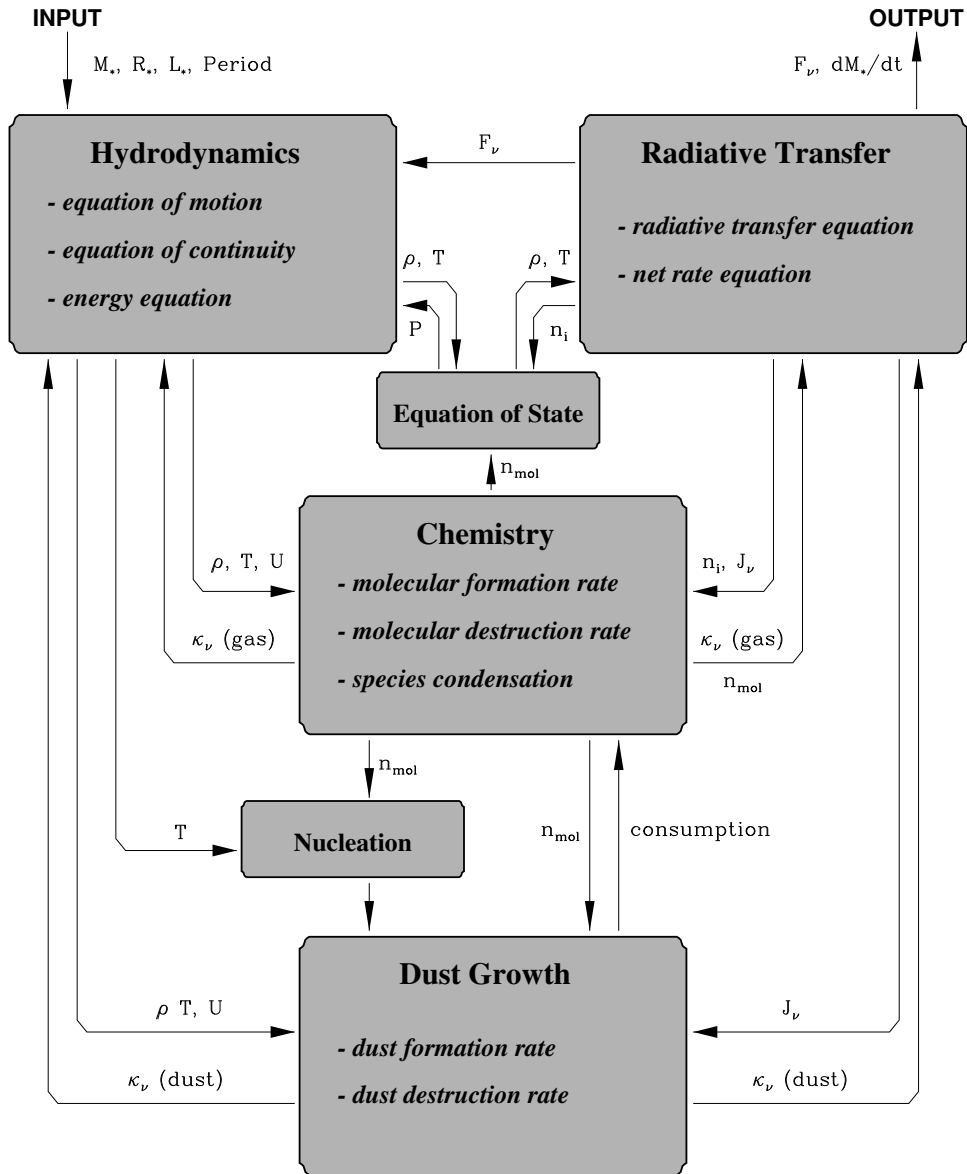 INPUT
OUTPUT
M*, R*, L*, Period
Fν, dM*/dt
Hydrodynamics
- equation of motion
- equation of continuity
- energy equation
Fν
Radiative Transfer
- radiative transfer equation
- net rate equation
ρ, T
P
ρ, T
ni
Equation of State
nmol
Chemistry
- molecular formation rate
- molecular destruction rate
- species condensation
ρ, T, U
κν (gas)
ni, Jν
κν (gas)
nmol
nmol
Nucleation
T
nmol
consumption
Dust Growth
- dust formation rate
- dust destruction rate
ρ T, U
κν (dust)
Jν
κν (dust)